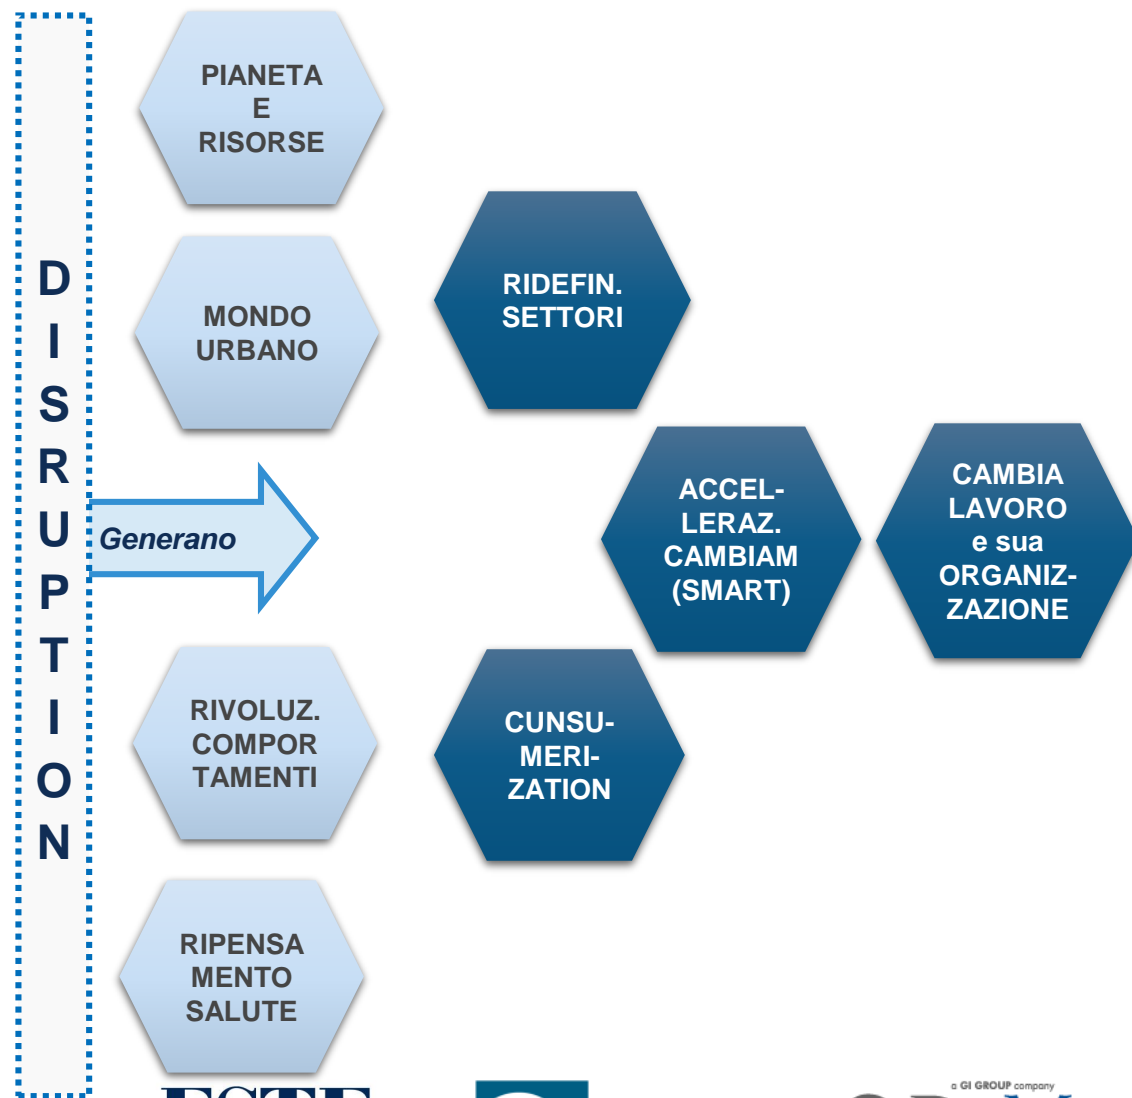 DISRUPTION
PIANETA
E
RISORSE
MONDO
URBANO
RIDEFIN.
SETTORI
Generano
ACCEL-
LERAZ.
CAMBIAM
(SMART)
CAMBIA
LAVORO
e sua
ORGANIZ-
ZAZIONE
RIVOLUZ.
COMPOR
TAMENTI
CUNSU-
MERI-
ZATION
RIPENSA
MENTO
SALUTE
ESTE
a GI GROUP company